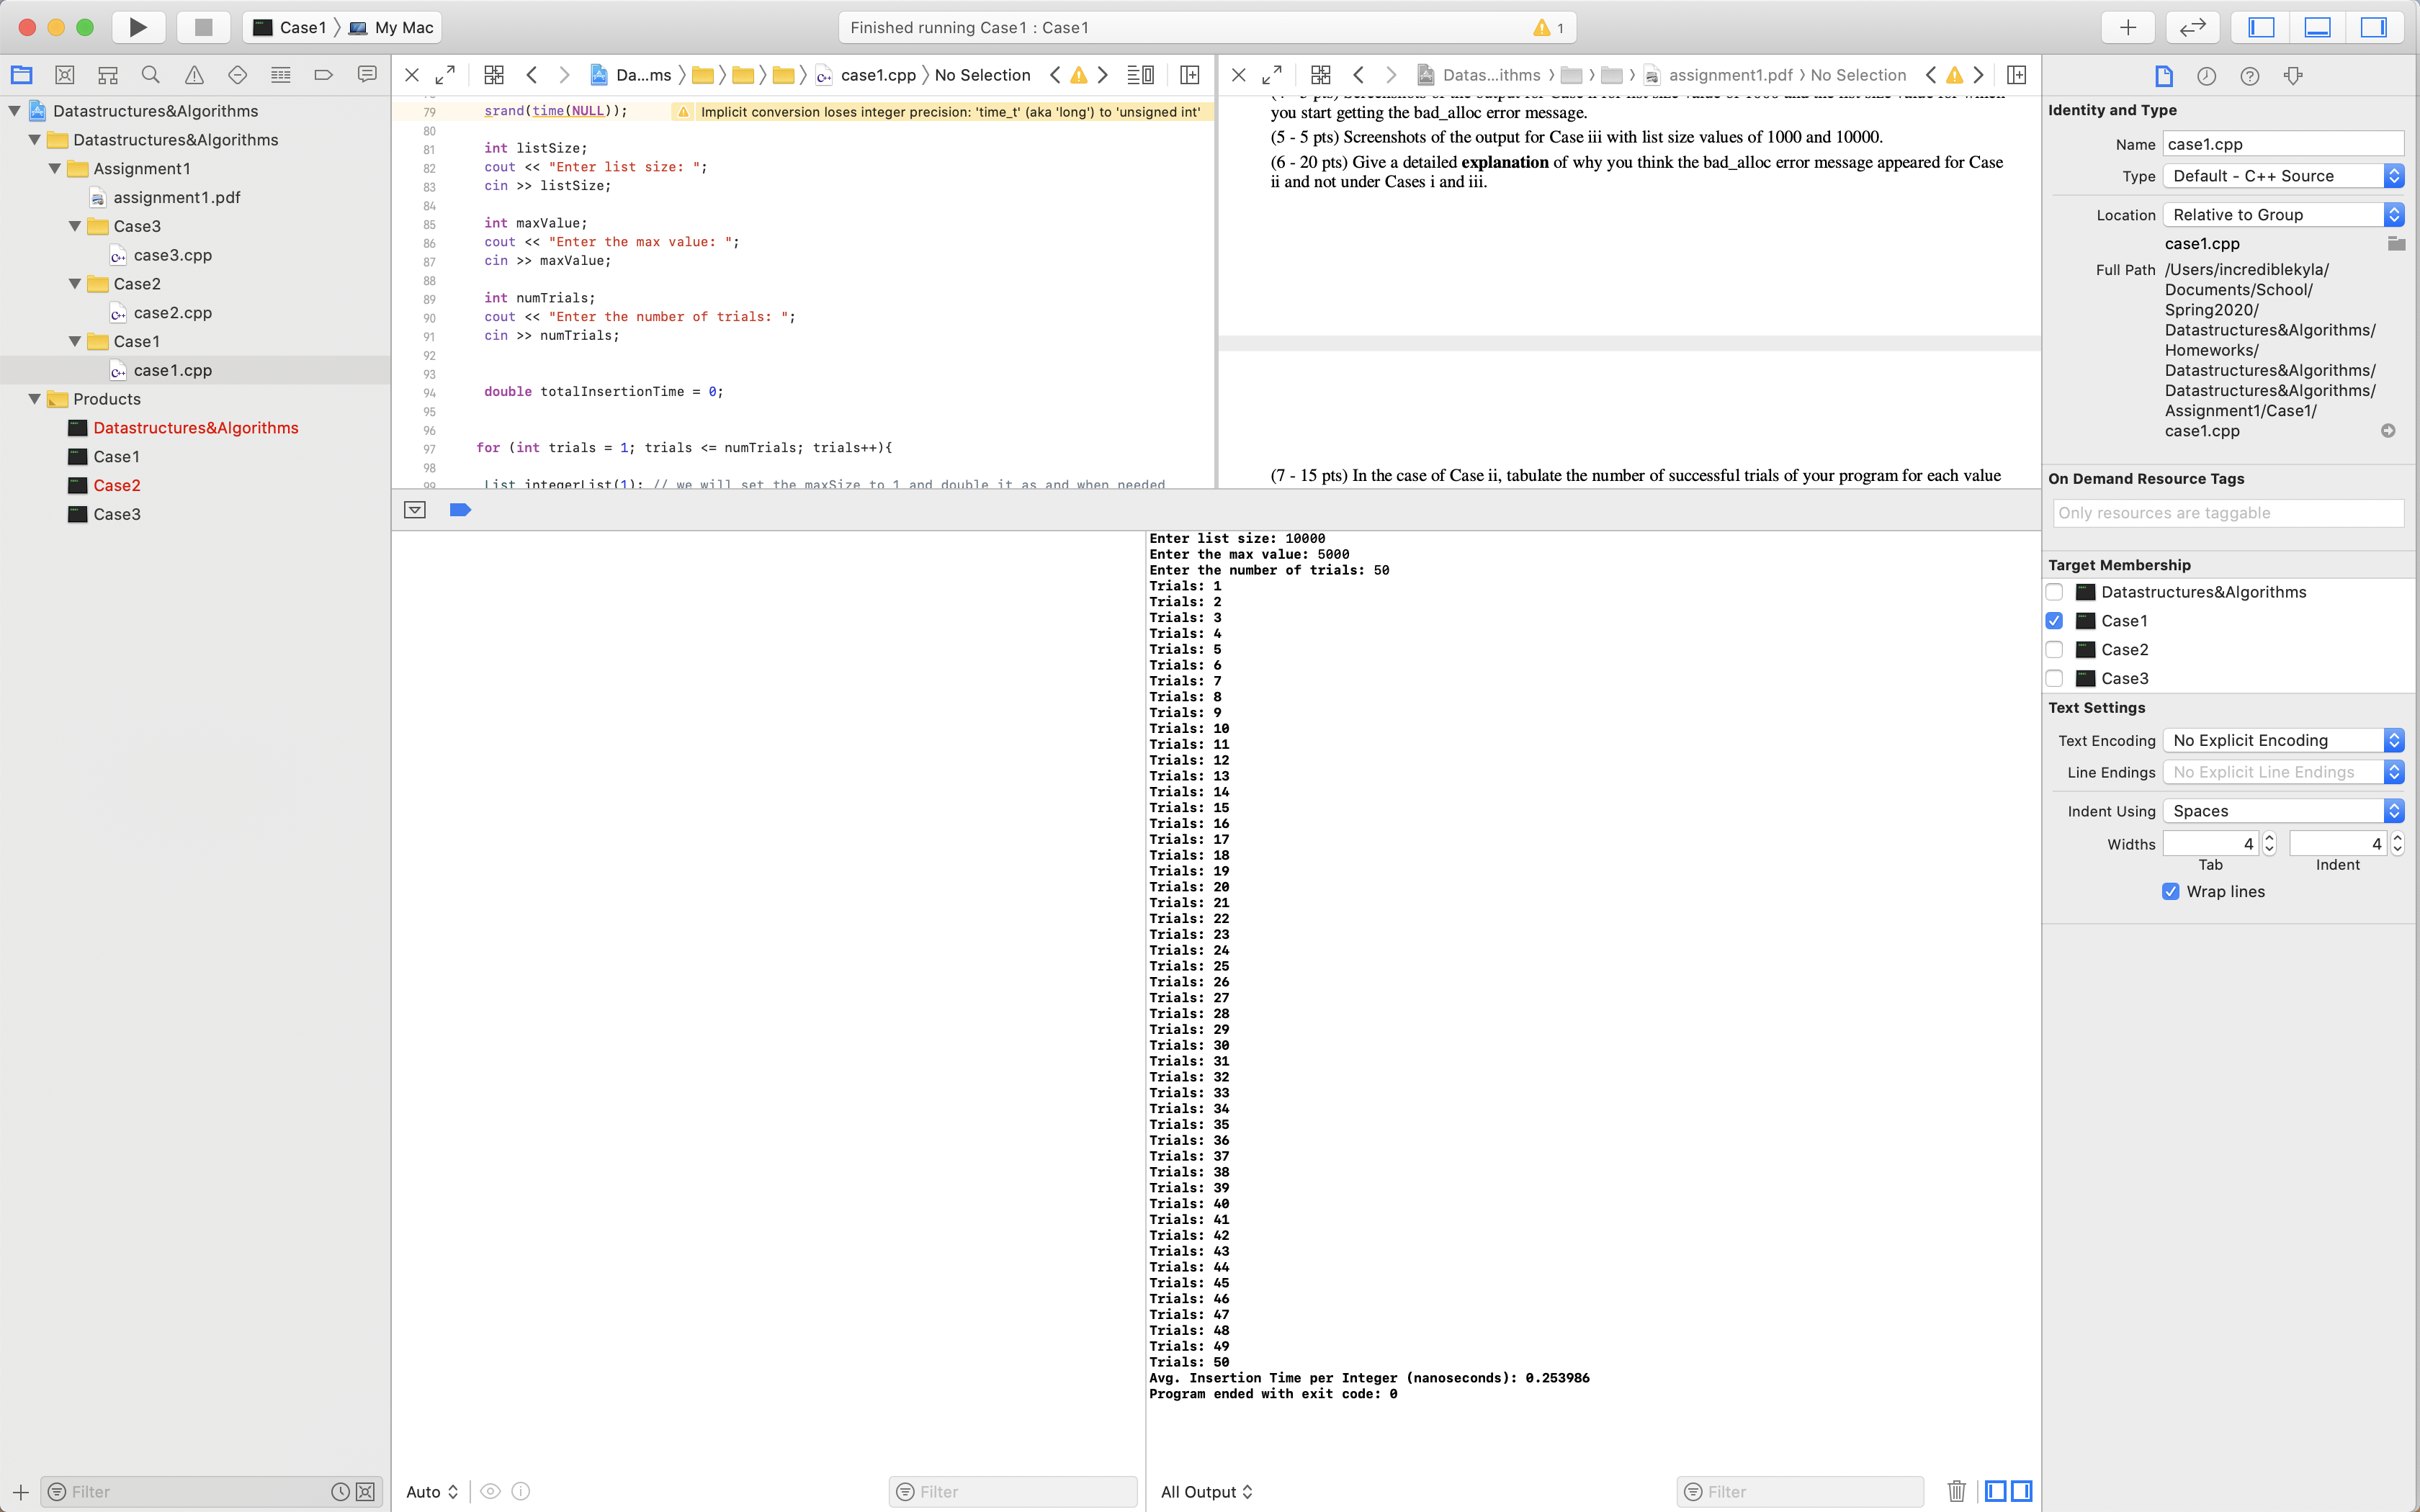 Case1 〉 My Mac
Finished running Case1 : Case1
1
Da...ms 〉 〉 〉 〉 case1.cpp 〉 No Selection
Datas...ithms 〉 〉 〉 assignment1.pdf 〉 No Selection
Datastructures&Algorithms
Datastructures&Algorithms
Assignment1
assignment1.pdf
Case3
case3.cpp
Case2
case2.cpp
Case1
case1.cpp
Products
Datastructures&Algorithms
Case1
Case2
Case3
Filter
79 srand(time(NULL)); Implicit conversion loses integer precision: 'time_t' (aka 'long') to 'unsigned int'
80
81 int listSize;
82 cout << "Enter list size: ";
83 cin >> listSize;
84
85 int maxValue;
86 cout << "Enter the max value: ";
87 cin >> maxValue;
88
89 int numTrials;
90 cout << "Enter the number of trials: ";
91 cin >> numTrials;
92
93
94 double totalInsertionTime = 0;
95
96
97 for (int trials = 1; trials <= numTrials; trials++){
98
99 List integerList(1); // we will set the maxSize to 1 and double it as and when needed
you start getting the bad_alloc error message.
(5 - 5 pts) Screenshots of the output for Case iii with list size values of 1000 and 10000.
(6 - 20 pts) Give a detailed explanation of why you think the bad_alloc error message appeared for Case
ii and not under Cases i and iii.
(7 - 15 pts) In the case of Case ii, tabulate the number of successful trials of your program for each value
Enter list size: 10000
Enter the max value: 5000
Enter the number of trials: 50
Trials: 1
Trials: 2
Trials: 3
Trials: 4
Trials: 5
Trials: 6
Trials: 7
Trials: 8
Trials: 9
Trials: 10
Trials: 11
Trials: 12
Trials: 13
Trials: 14
Trials: 15
Trials: 16
Trials: 17
Trials: 18
Trials: 19
Trials: 20
Trials: 21
Trials: 22
Trials: 23
Trials: 24
Trials: 25
Trials: 26
Trials: 27
Trials: 28
Trials: 29
Trials: 30
Trials: 31
Trials: 32
Trials: 33
Trials: 34
Trials: 35
Trials: 36
Trials: 37
Trials: 38
Trials: 39
Trials: 40
Trials: 41
Trials: 42
Trials: 43
Trials: 44
Trials: 45
Trials: 46
Trials: 47
Trials: 48
Trials: 49
Trials: 50
Avg. Insertion Time per Integer (nanoseconds): 0.253986
Program ended with exit code: 0
Auto
Filter
All Output
Filter
Identity and Type
Name case1.cpp
Type Default - C++ Source
Location Relative to Group
case1.cpp
Full Path /Users/incrediblekyla/
Documents/School/
Spring2020/
Datastructures&Algorithms/
Homeworks/
Datastructures&Algorithms/
Datastructures&Algorithms/
Assignment1/Case1/
case1.cpp
On Demand Resource Tags
Only resources are taggable
Target Membership
Datastructures&Algorithms
Case1
Case2
Case3
Text Settings
Text Encoding No Explicit Encoding
Line Endings No Explicit Line Endings
Indent Using Spaces
Widths 4 4
Tab Indent
Wrap lines